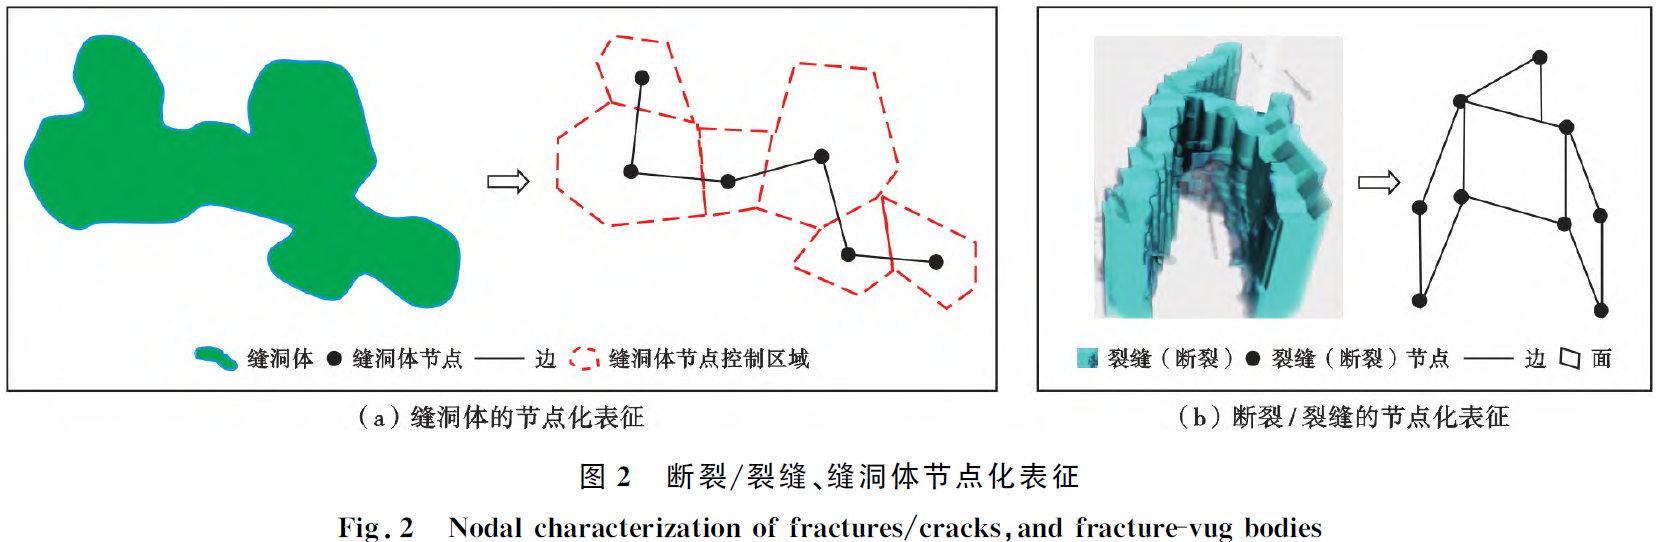 缝洞体 缝洞体节点 边 缝洞体节点控制区域
(a)缝洞体的节点化表征
裂缝(断裂) 裂缝(断裂)节点 边 面
(b)断裂/裂缝的节点化表征
图2 断裂/裂缝、缝洞体节点化表征
Fig.2 Nodal characterization of fractures/cracks,and fracture-vug bodies